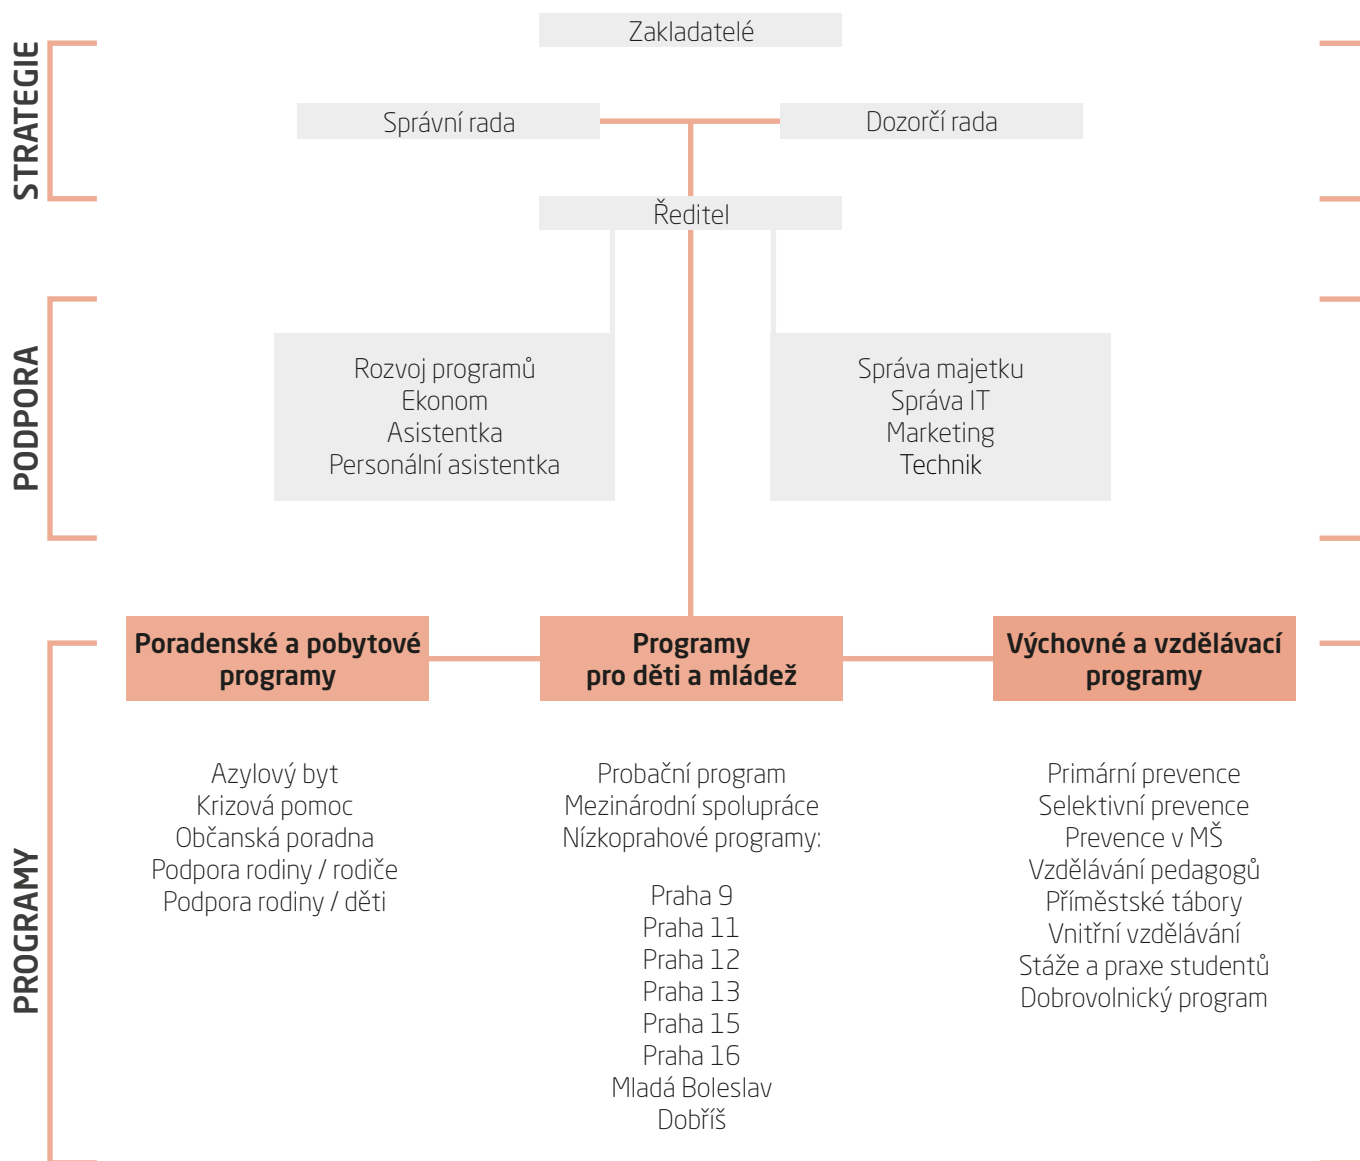 STRATEGIE
Zakladatelé
Správní rada
Dozorčí rada
Ředitel
PODPORA
Rozvoj programů
Ekonom
Asistentka
Personální asistentka
Správa majetku
Správa IT
Marketing
Technik
PROGRAMY
Poradenské a pobytové
programy
Azylový byt
Krizová pomoc
Občanská poradna
Podpora rodiny / rodiče
Podpora rodiny / děti
Programy
pro děti a mládež
Probační program
Mezinárodní spolupráce
Nízkoprahové programy:
Praha 9
Praha 11
Praha 12
Praha 13
Praha 15
Praha 16
Mladá Boleslav
Dobříš
Výchovné a vzdělávací
programy
Primární prevence
Selektivní prevence
Prevence v MŠ
Vzdělávání pedagogů
Příměstské tábory
Vnitřní vzdělávání
Stáže a praxe studentů
Dobrovolnický program